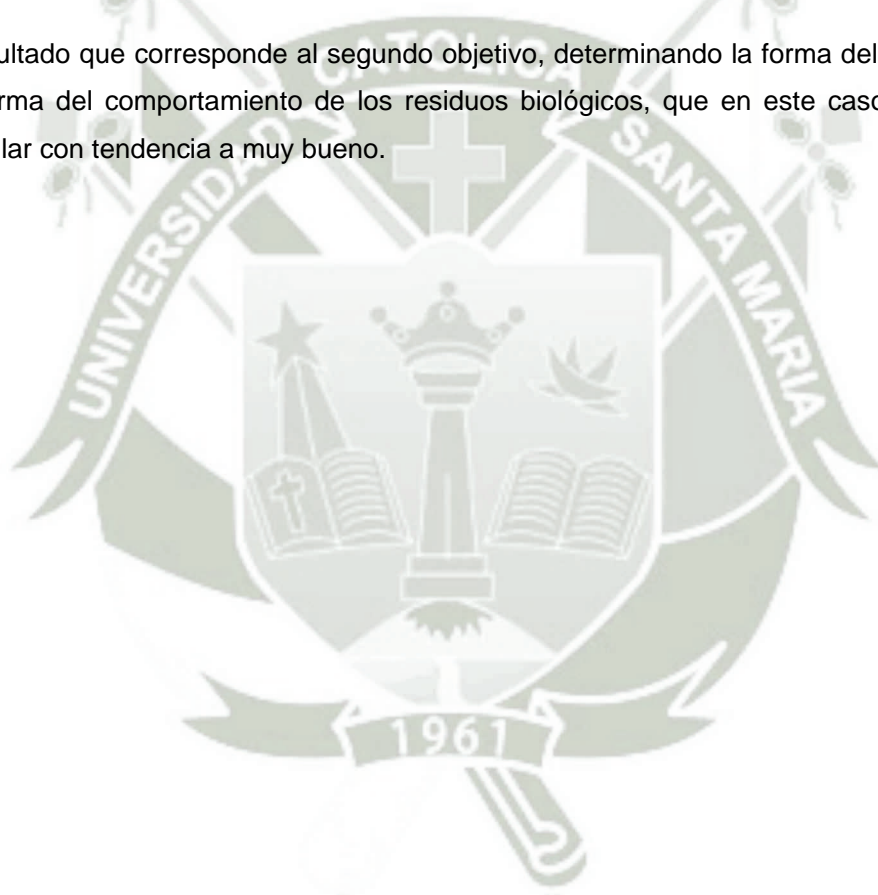 ultado que corresponde al segundo objetivo, determinando la forma del
rma del comportamiento de los residuos biológicos, que en este caso
lar con tendencia a muy bueno.
UNIVERSIDAD CATOLICA SANTA MARIA
1961